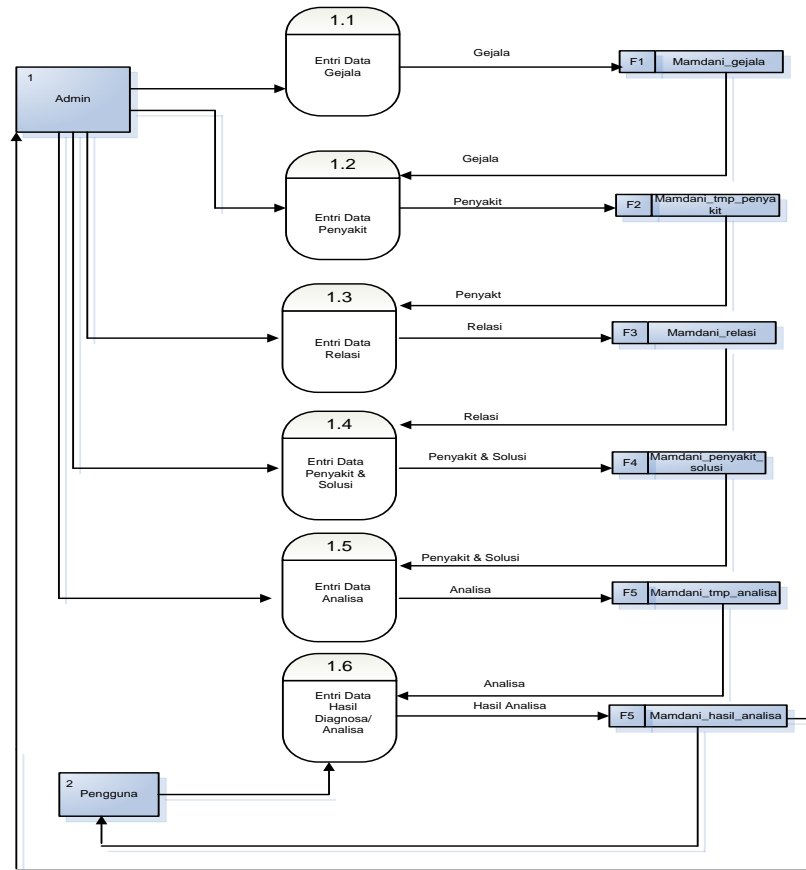 1.1
Entri Data
Gejala
Gejala
F1 Mamdani_gejala
1
Admin
Gejala
1.2
Entri Data
Penyakit
Penyakit
F2 Mamdani_tmp_penya
kit
Penyakt
1.3
Entri Data
Relasi
Relasi
F3 Mamdani_relasi
Relasi
1.4
Entri Data
Penyakit &
Solusi
Penyakit & Solusi
F4 Mamdani_penyakit_
solusi
Penyakit & Solusi
1.5
Entri Data
Analisa
Analisa
F5 Mamdani_tmp_analisa
Analisa
1.6
Entri Data
Hasil
Diagnosa/
Analisa
Hasil Analisa
F5 Mamdani_hasil_analisa
2
Pengguna